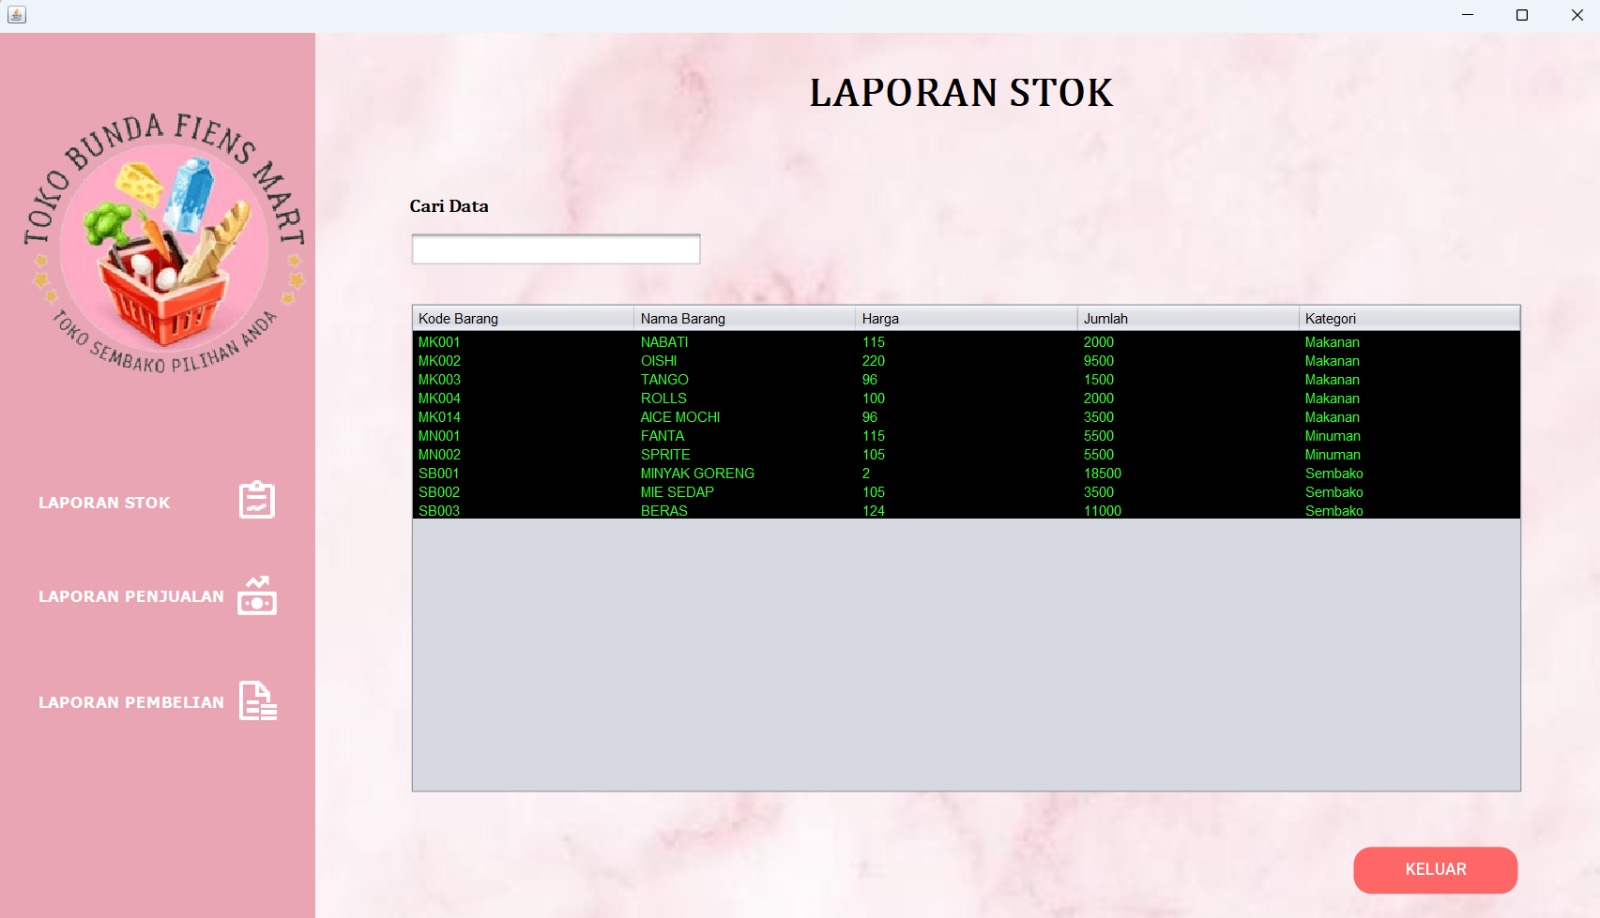 TOKO BUNDA FIENS MART
TOKO SEMBAKO PILIHAN ANDA
LAPORAN STOK
LAPORAN PENJUALAN
LAPORAN PEMBELIAN
LAPORAN STOK
Cari Data
Kode Barang Nama Barang Harga Jumlah Kategori
MK001 NABATI 115 2000 Makanan
MK002 OISHI 220 9500 Makanan
MK003 TANGO 96 1500 Makanan
MK004 ROLLS 100 2000 Makanan
MK014 AICE MOCHI 96 3500 Makanan
MN001 FANTA 115 5500 Minuman
MN002 SPRITE 105 5500 Minuman
SB001 MINYAK GORENG 2 18500 Sembako
SB002 MIE SEDAP 105 3500 Sembako
SB003 BERAS 124 11000 Sembako
KELUAR